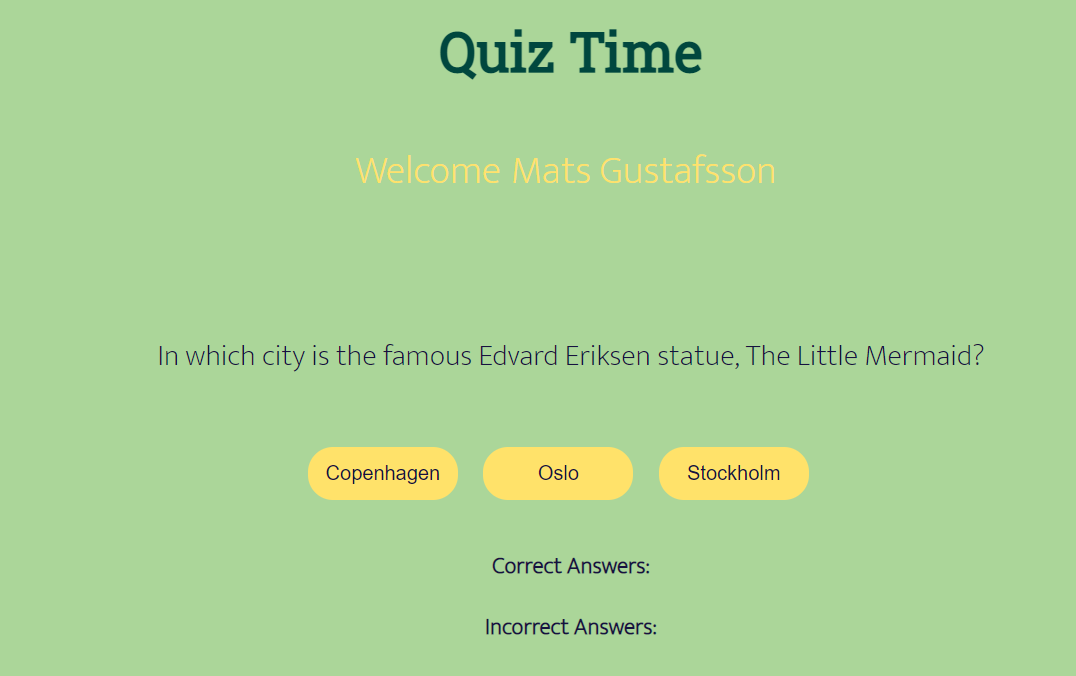 Quiz Time
Welcome Mats Gustafsson
In which city is the famous Edvard Eriksen statue, The Little Mermaid?
Copenhagen Oslo Stockholm
Correct Answers:
Incorrect Answers: